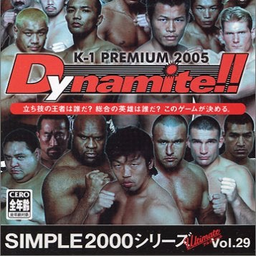 K-1 PREMIUM 2005
Dynamite!!
立ち技の王者は誰だ? 総合の英雄は誰だ? このゲームが決める。
CERO
全年齢
SIMPLE2000シリーズ Ultimate Vol.29